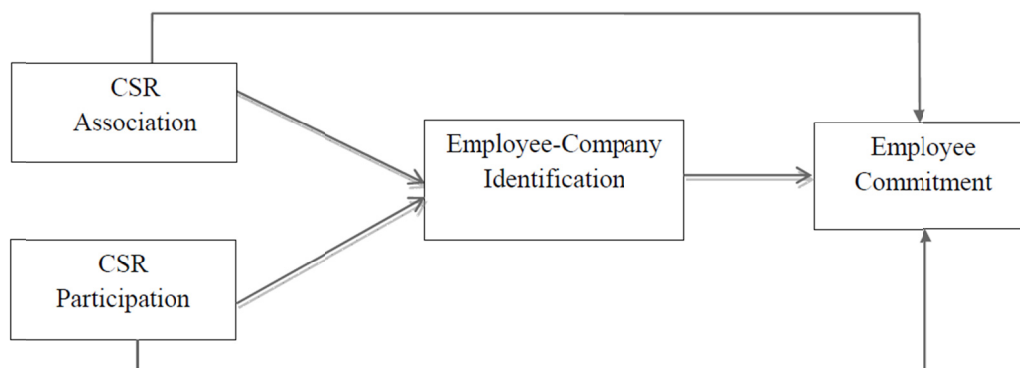 CSR
Association
Employee-Company
Identification
Employee
Commitment
CSR
Participation